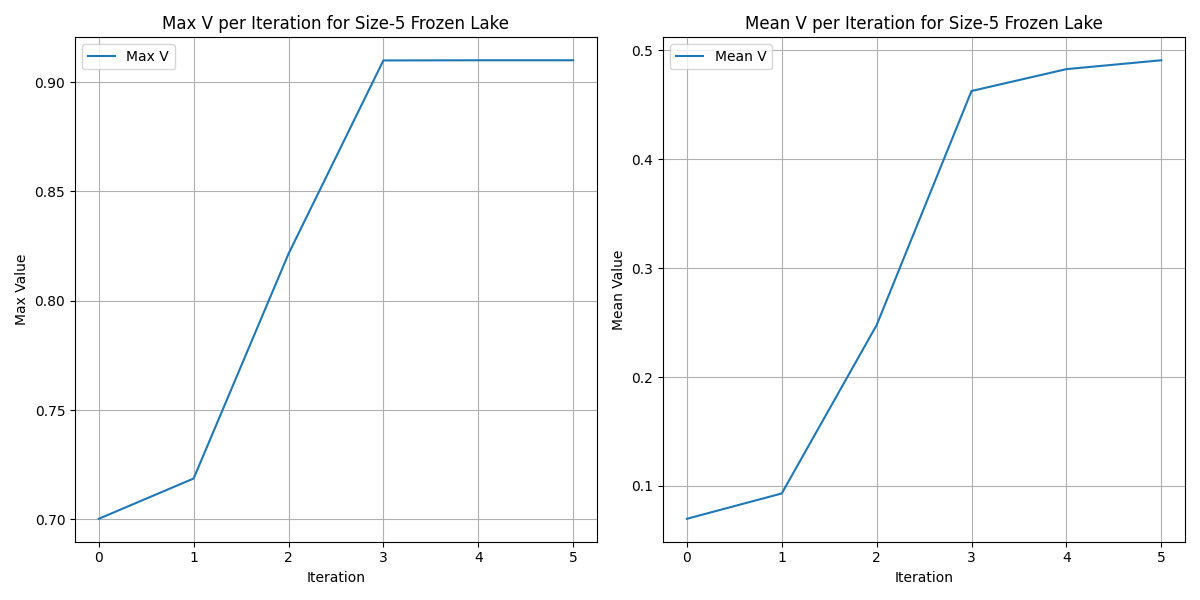 Max V per Iteration for Size-5 Frozen Lake
Max V
0.90
0.85
0.80
0.75
0.70
Max Value
0 1 2 3 4 5
Iteration
Mean V per Iteration for Size-5 Frozen Lake
Mean V
0.5
0.4
0.3
0.2
0.1
Mean Value
0 1 2 3 4 5
Iteration